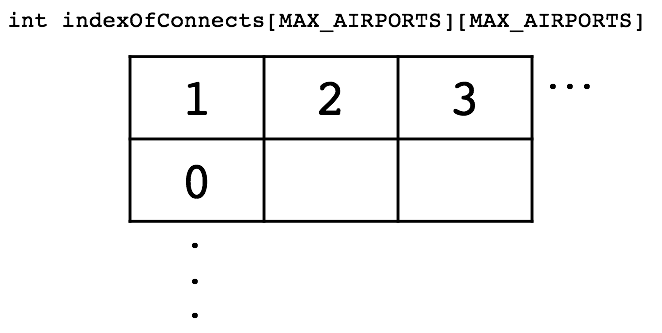 int indexOfConnects[MAX_AIRPORTS][MAX_AIRPORTS]
1 2 3 ...
0
.
.
.